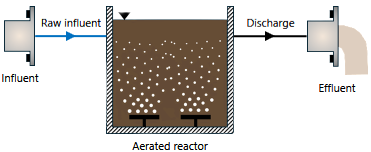 Raw influent
Discharge
Influent
Effluent
Aerated reactor